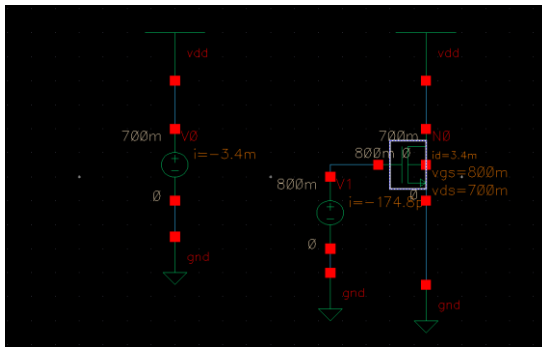 vdd
vdd
700m
V0
i=-3.4m
0
gnd
700m
N0
800m
0
id=3.4m
vgs=800m
vds=700m
0
800m
V1
i=-174.8p
0
gnd
gnd